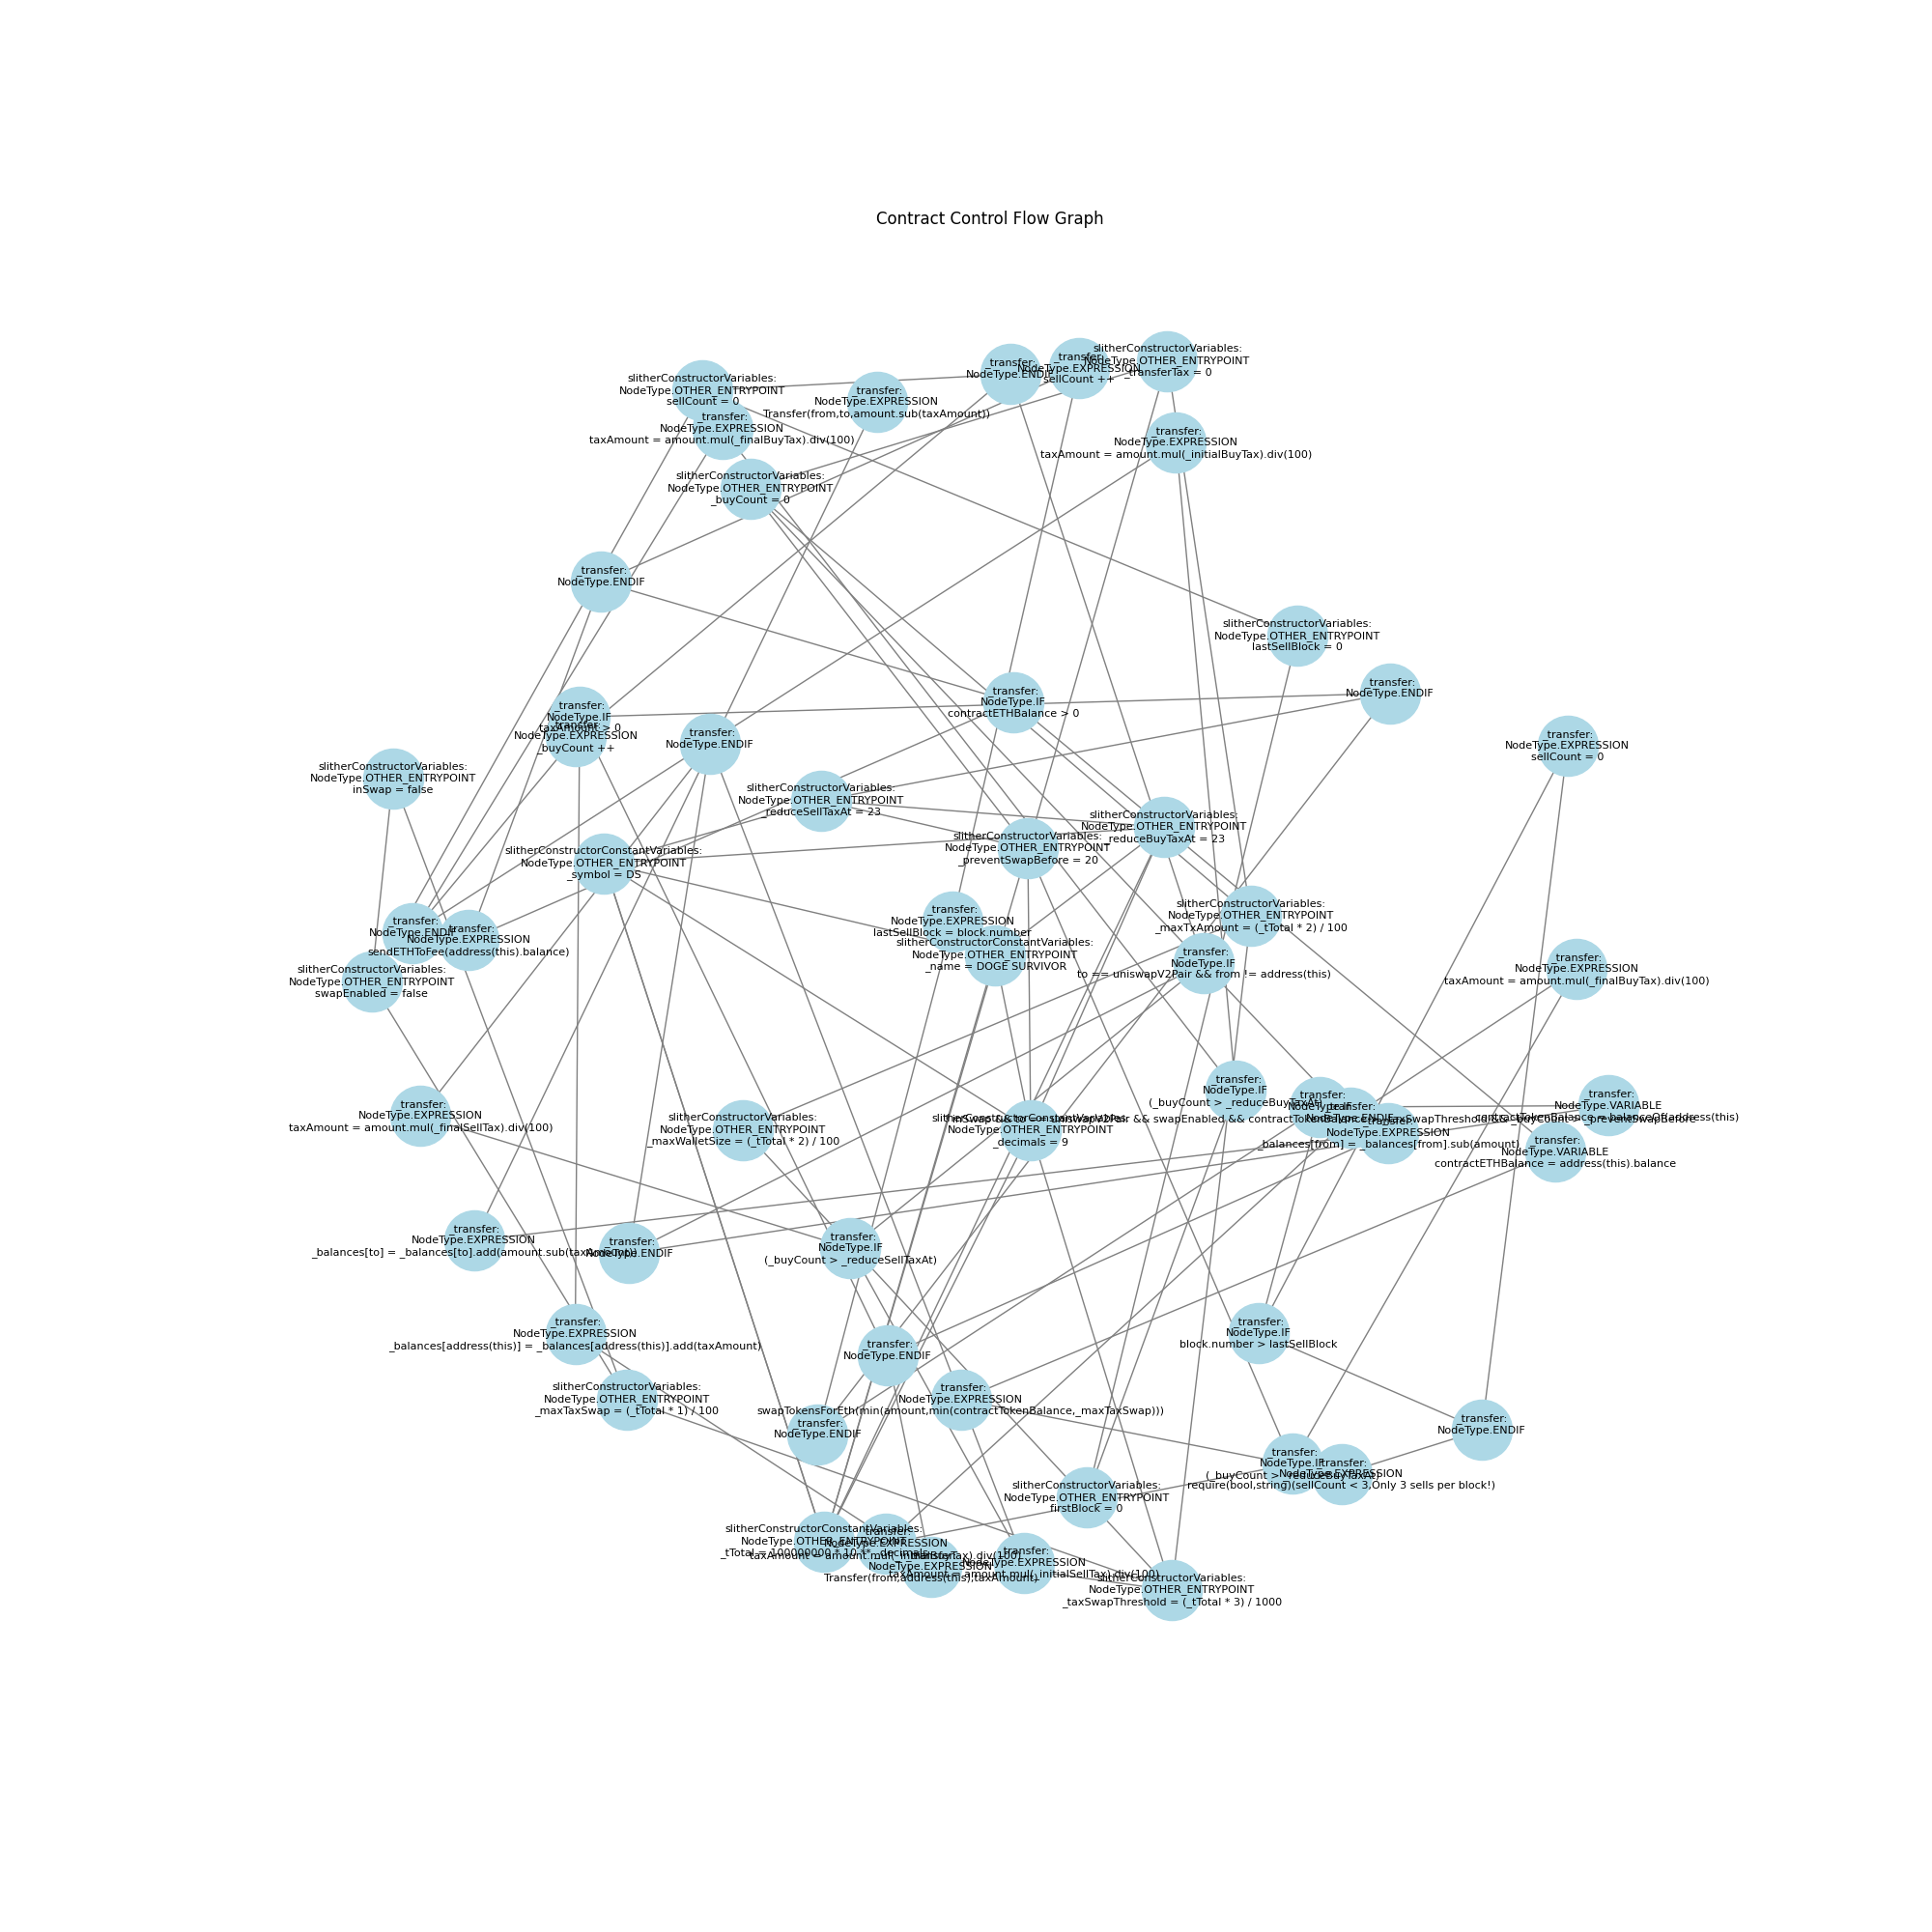 Contract Control Flow Graph
slitherConstructorVariables:
NodeType.OTHER_ENTRYPOINT
_transferTax = 0
_transfer:
NodeType.EXPRESSION
sellCount ++
_transfer:
NodeType.ENDIF
slitherConstructorVariables:
NodeType.OTHER_ENTRYPOINT
sellCount = 0
_transfer:
NodeType.EXPRESSION
Transfer(from,to,amount.sub(taxAmount))
_transfer:
NodeType.EXPRESSION
taxAmount = amount.mul(_finalBuyTax).div(100)
_transfer:
NodeType.EXPRESSION
taxAmount = amount.mul(_initialBuyTax).div(100)
slitherConstructorVariables:
NodeType.OTHER_ENTRYPOINT
_buyCount = 0
_transfer:
NodeType.ENDIF
slitherConstructorVariables:
NodeType.OTHER_ENTRYPOINT
lastSellBlock = 0
_transfer:
NodeType.ENDIF
_transfer:
NodeType.IF
contractETHBalance > 0
_transfer:
NodeType.IF
taxAmount > 0
_transfer:
NodeType.EXPRESSION
_buyCount ++
_transfer:
NodeType.ENDIF
_transfer:
NodeType.EXPRESSION
sellCount = 0
slitherConstructorVariables:
NodeType.OTHER_ENTRYPOINT
inSwap = false
slitherConstructorVariables:
NodeType.OTHER_ENTRYPOINT
_reduceSellTaxAt = 23
slitherConstructorVariables:
NodeType.OTHER_ENTRYPOINT
_reduceBuyTaxAt = 23
slitherConstructorVariables:
NodeType.OTHER_ENTRYPOINT
_preventSwapBefore = 20
slitherConstructorConstantVariables:
NodeType.OTHER_ENTRYPOINT
_symbol = DS
slitherConstructorVariables:
NodeType.OTHER_ENTRYPOINT
_maxTxAmount = (_tTotal * 2) / 100
_transfer:
NodeType.EXPRESSION
lastSellBlock = block.number
_transfer:
NodeType.ENDIF
_transfer:
NodeType.EXPRESSION
sendETHToFee(address(this).balance)
slitherConstructorConstantVariables:
NodeType.OTHER_ENTRYPOINT
_name = DOGE SURVIVOR
_transfer:
NodeType.IF
to == uniswapV2Pair && from != address(this)
_transfer:
NodeType.EXPRESSION
taxAmount = amount.mul(_finalBuyTax).div(100)
slitherConstructorVariables:
NodeType.OTHER_ENTRYPOINT
swapEnabled = false
_transfer:
NodeType.IF
(_buyCount > _reduceBuyTaxAt)
_transfer:
NodeType.IF
_transfer:
NodeType.ENDIF
_transfer:
NodeType.VARIABLE
contractTokenBalance = balanceOf(address(this))
_transfer:
NodeType.EXPRESSION
taxAmount = amount.mul(_finalSellTax).div(100)
slitherConstructorVariables:
NodeType.OTHER_ENTRYPOINT
_maxWalletSize = (_tTotal * 2) / 100
slitherConstructorConstantVariables:
NodeType.OTHER_ENTRYPOINT
_decimals = 9
_transfer:
NodeType.EXPRESSION
_balances[from] = _balances[from].sub(amount)
_transfer:
NodeType.VARIABLE
contractETHBalance = address(this).balance
_transfer:
NodeType.EXPRESSION
_balances[to] = _balances[to].add(amount.sub(taxAmount))
_transfer:
NodeType.ENDIF
_transfer:
NodeType.IF
(_buyCount > _reduceSellTaxAt)
_transfer:
NodeType.EXPRESSION
_balances[address(this)] = _balances[address(this)].add(taxAmount)
_transfer:
NodeType.IF
block.number > lastSellBlock
_transfer:
NodeType.ENDIF
slitherConstructorVariables:
NodeType.OTHER_ENTRYPOINT
_maxTaxSwap = (_tTotal * 1) / 100
_transfer:
NodeType.EXPRESSION
swapTokensForEth(min(amount,min(contractTokenBalance,_maxTaxSwap)))
_transfer:
NodeType.ENDIF
_transfer:
NodeType.ENDIF
_transfer:
NodeType.IF
(_buyCount > _reduceBuyTaxAt)
_transfer:
NodeType.EXPRESSION
require(bool,string)(sellCount < 3,Only 3 sells per block!)
slitherConstructorVariables:
NodeType.OTHER_ENTRYPOINT
firstBlock = 0
slitherConstructorConstantVariables:
NodeType.OTHER_ENTRYPOINT
_tTotal = 100000000 * 10 ** _decimals
_transfer:
NodeType.EXPRESSION
_transfer:
NodeType.EXPRESSION
Transfer(from,address(this),taxAmount)
_transfer:
NodeType.EXPRESSION
taxAmount = amount.mul(_initialSellTax).div(100)
slitherConstructorVariables:
NodeType.OTHER_ENTRYPOINT
_taxSwapThreshold = (_tTotal * 3) / 1000